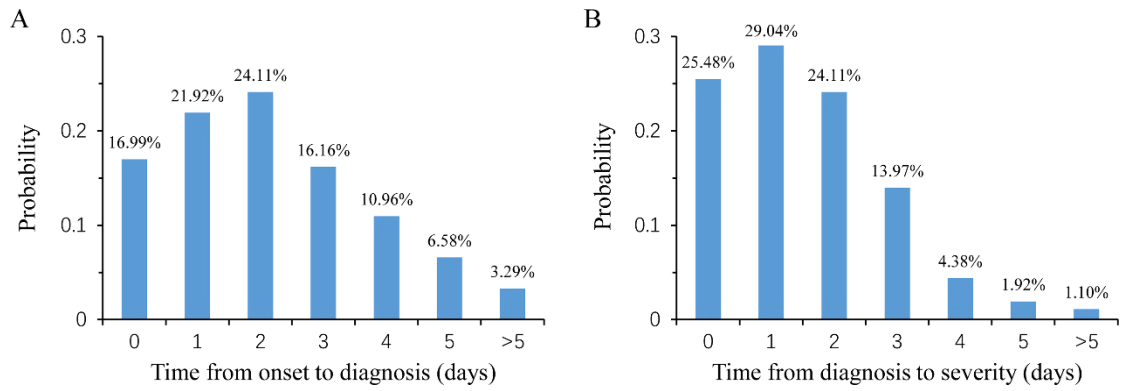 A
0.3
0.2
0.1
0
Probability
16.99%
21.92%
24.11%
16.16%
10.96%
6.58%
3.29%
0 1 2 3 4 5 >5
Time from onset to diagnosis (days)
B
0.3
0.2
0.1
0
Probability
25.48%
29.04%
24.11%
13.97%
4.38%
1.92%
1.10%
0 1 2 3 4 5 >5
Time from diagnosis to severity (days)